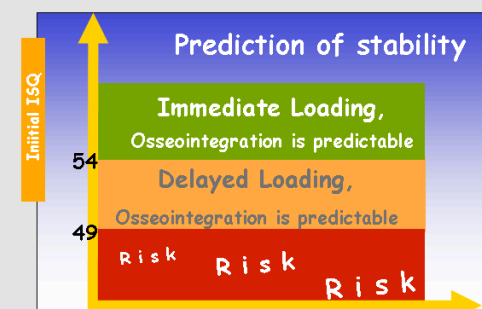 Prediction of stability
Iniitial ISQ
Immediate Loading,
Osseointegration is predictable
54
Delayed Loading,
Osseointegration is predictable
49
Risk
Risk
Risk